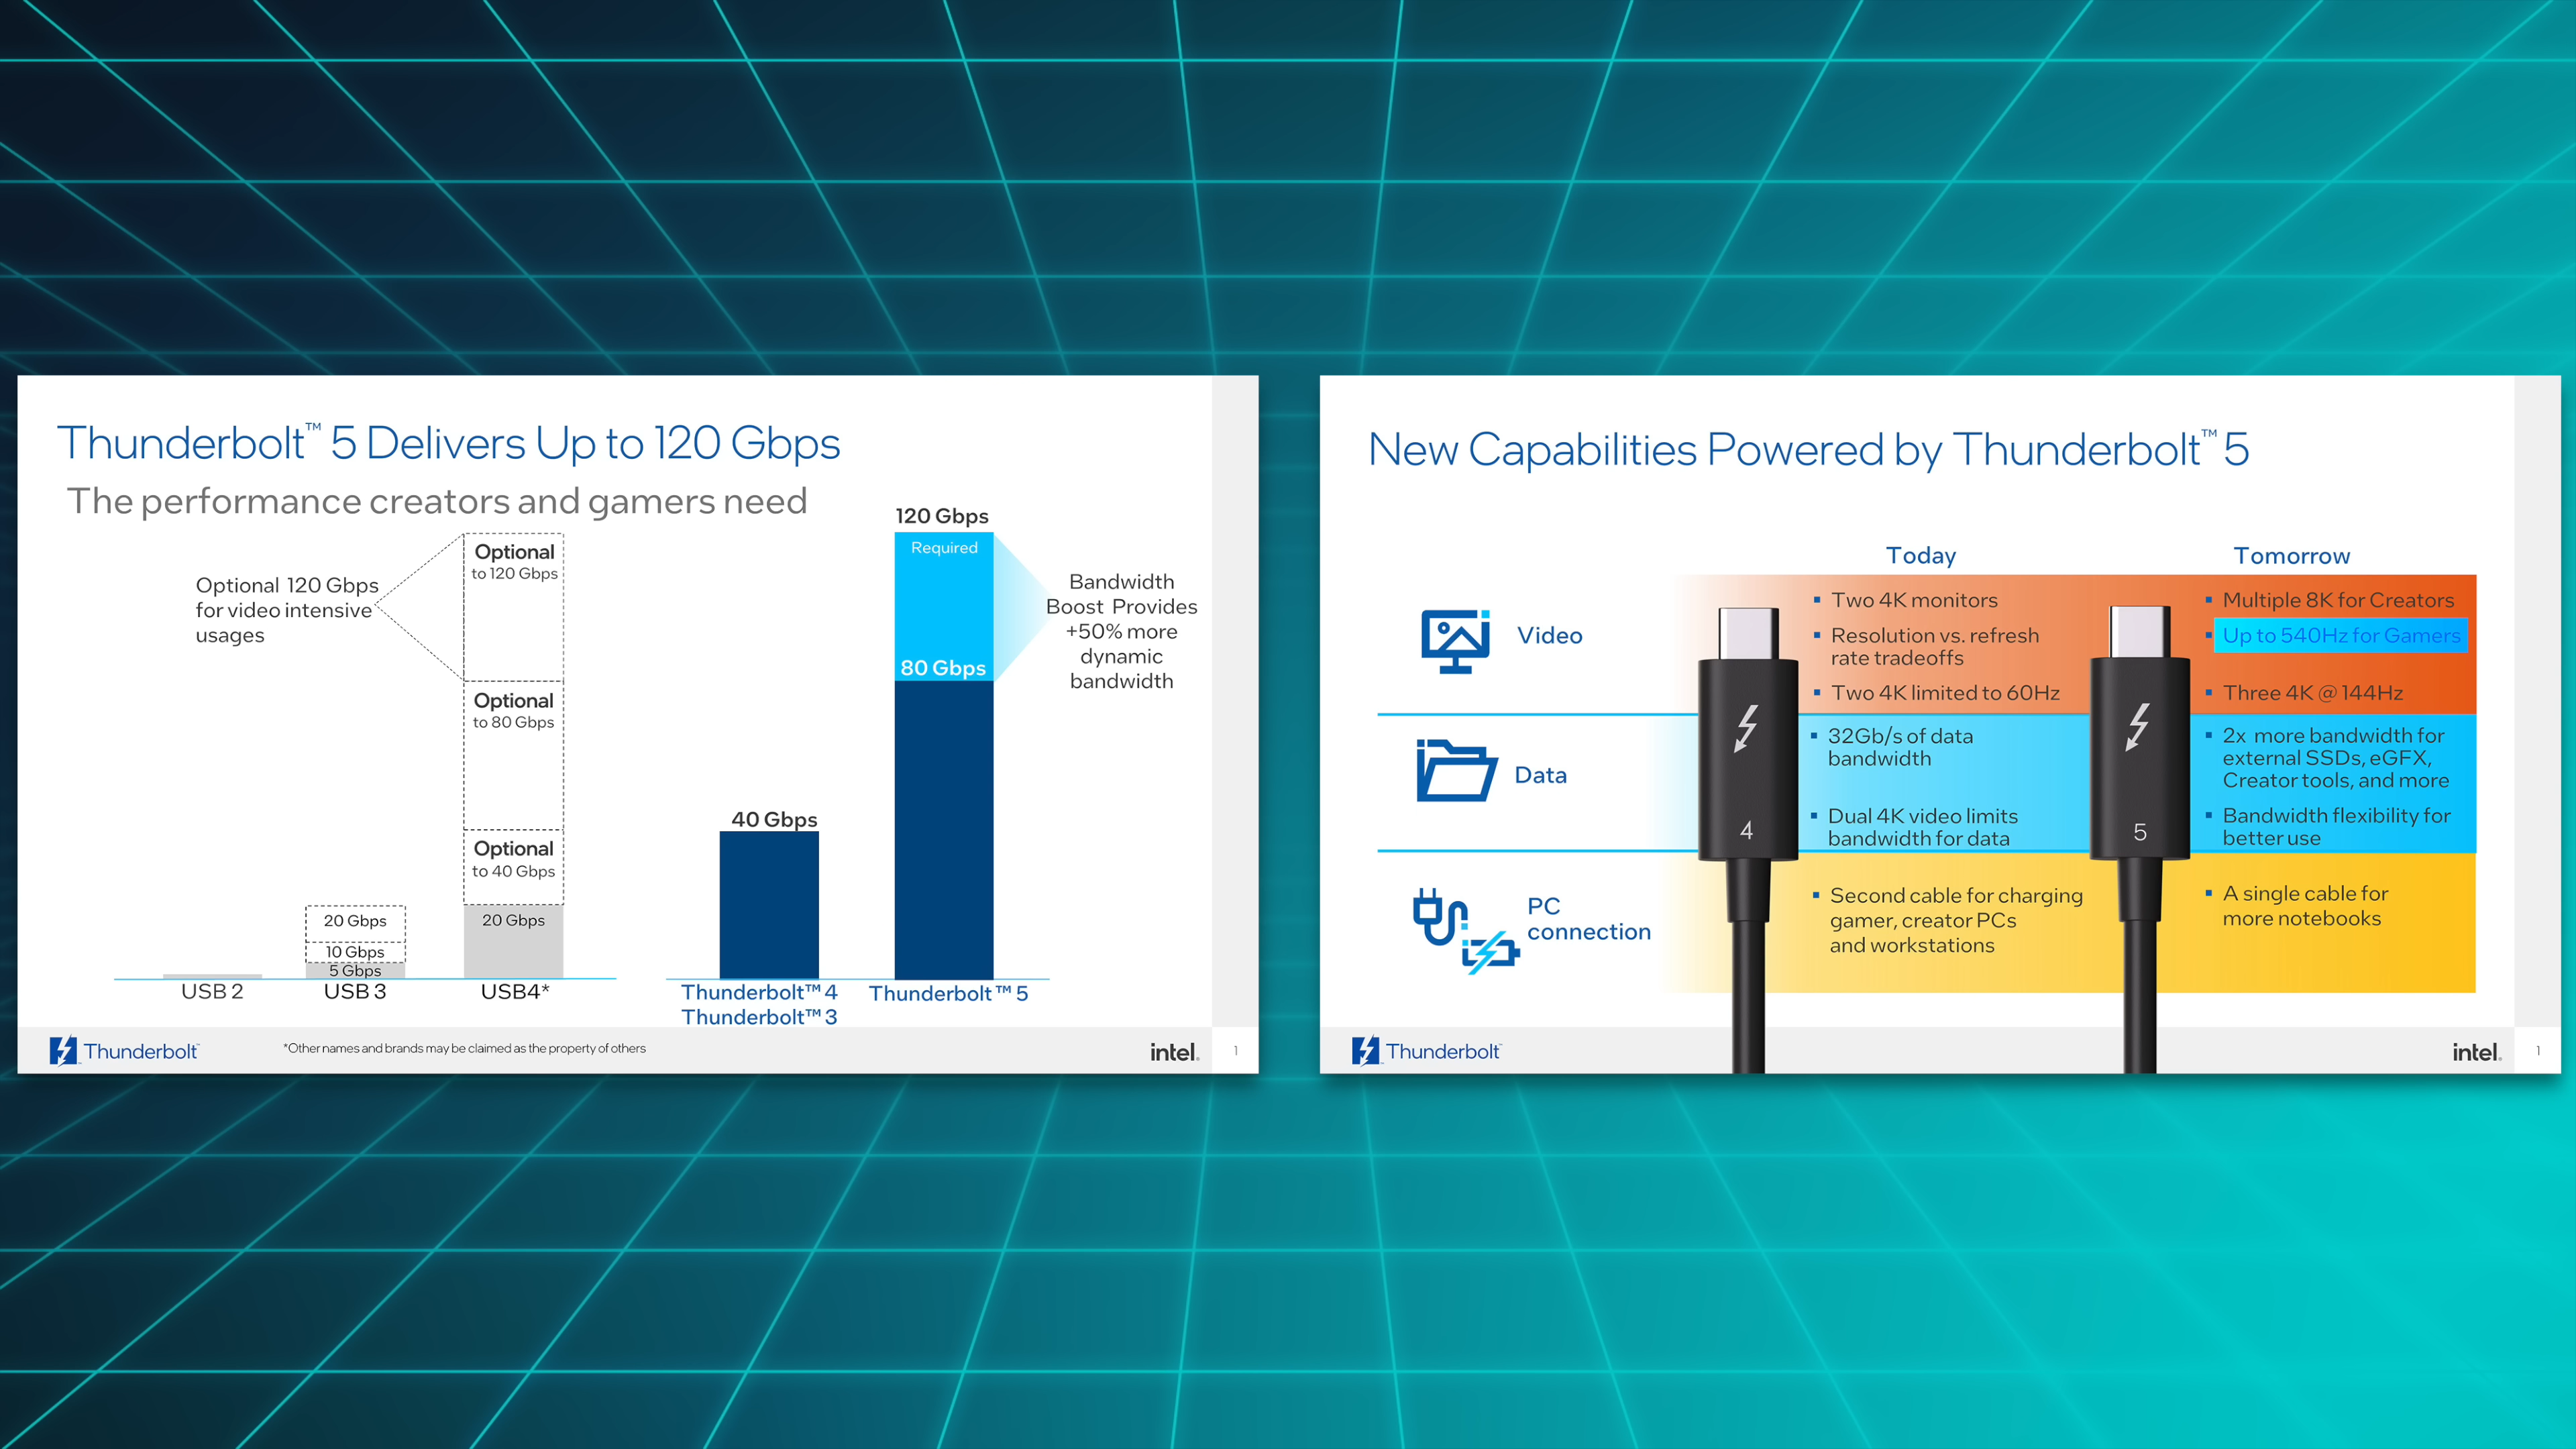 Thunderbolt™ 5 Delivers Up to 120 Gbps
The performance creators and gamers need
Optional 120 Gbps
for video intensive
usages
Optional
to 120 Gbps
Optional
to 80 Gbps
Optional
to 40 Gbps
20 Gbps
20 Gbps
10 Gbps
5 Gbps
USB 2
USB 3
USB4*
40 Gbps
Thunderbolt™ 4
Thunderbolt™ 3
120 Gbps
Required
80 Gbps
Thunderbolt™ 5
Bandwidth
Boost Provides
+50% more
dynamic
bandwidth
Thunderbolt™
*Other names and brands may be claimed as the property of others
intel.
1
New Capabilities Powered by Thunderbolt™ 5
Today
Tomorrow
Video
▪ Two 4K monitors
▪ Resolution vs. refresh
rate tradeoffs
▪ Two 4K limited to 60Hz
▪ Multiple 8K for Creators
▪ Up to 540Hz for Gamers
▪ Three 4K @ 144Hz
Data
▪ 32Gb/s of data
bandwidth
▪ Dual 4K video limits
bandwidth for data
▪ 2x more bandwidth for
external SSDs, eGFX,
Creator tools, and more
▪ Bandwidth flexibility for
better use
PC
connection
▪ Second cable for charging
gamer, creator PCs
and workstations
▪ A single cable for
more notebooks
4
5
Thunderbolt™
intel.
1